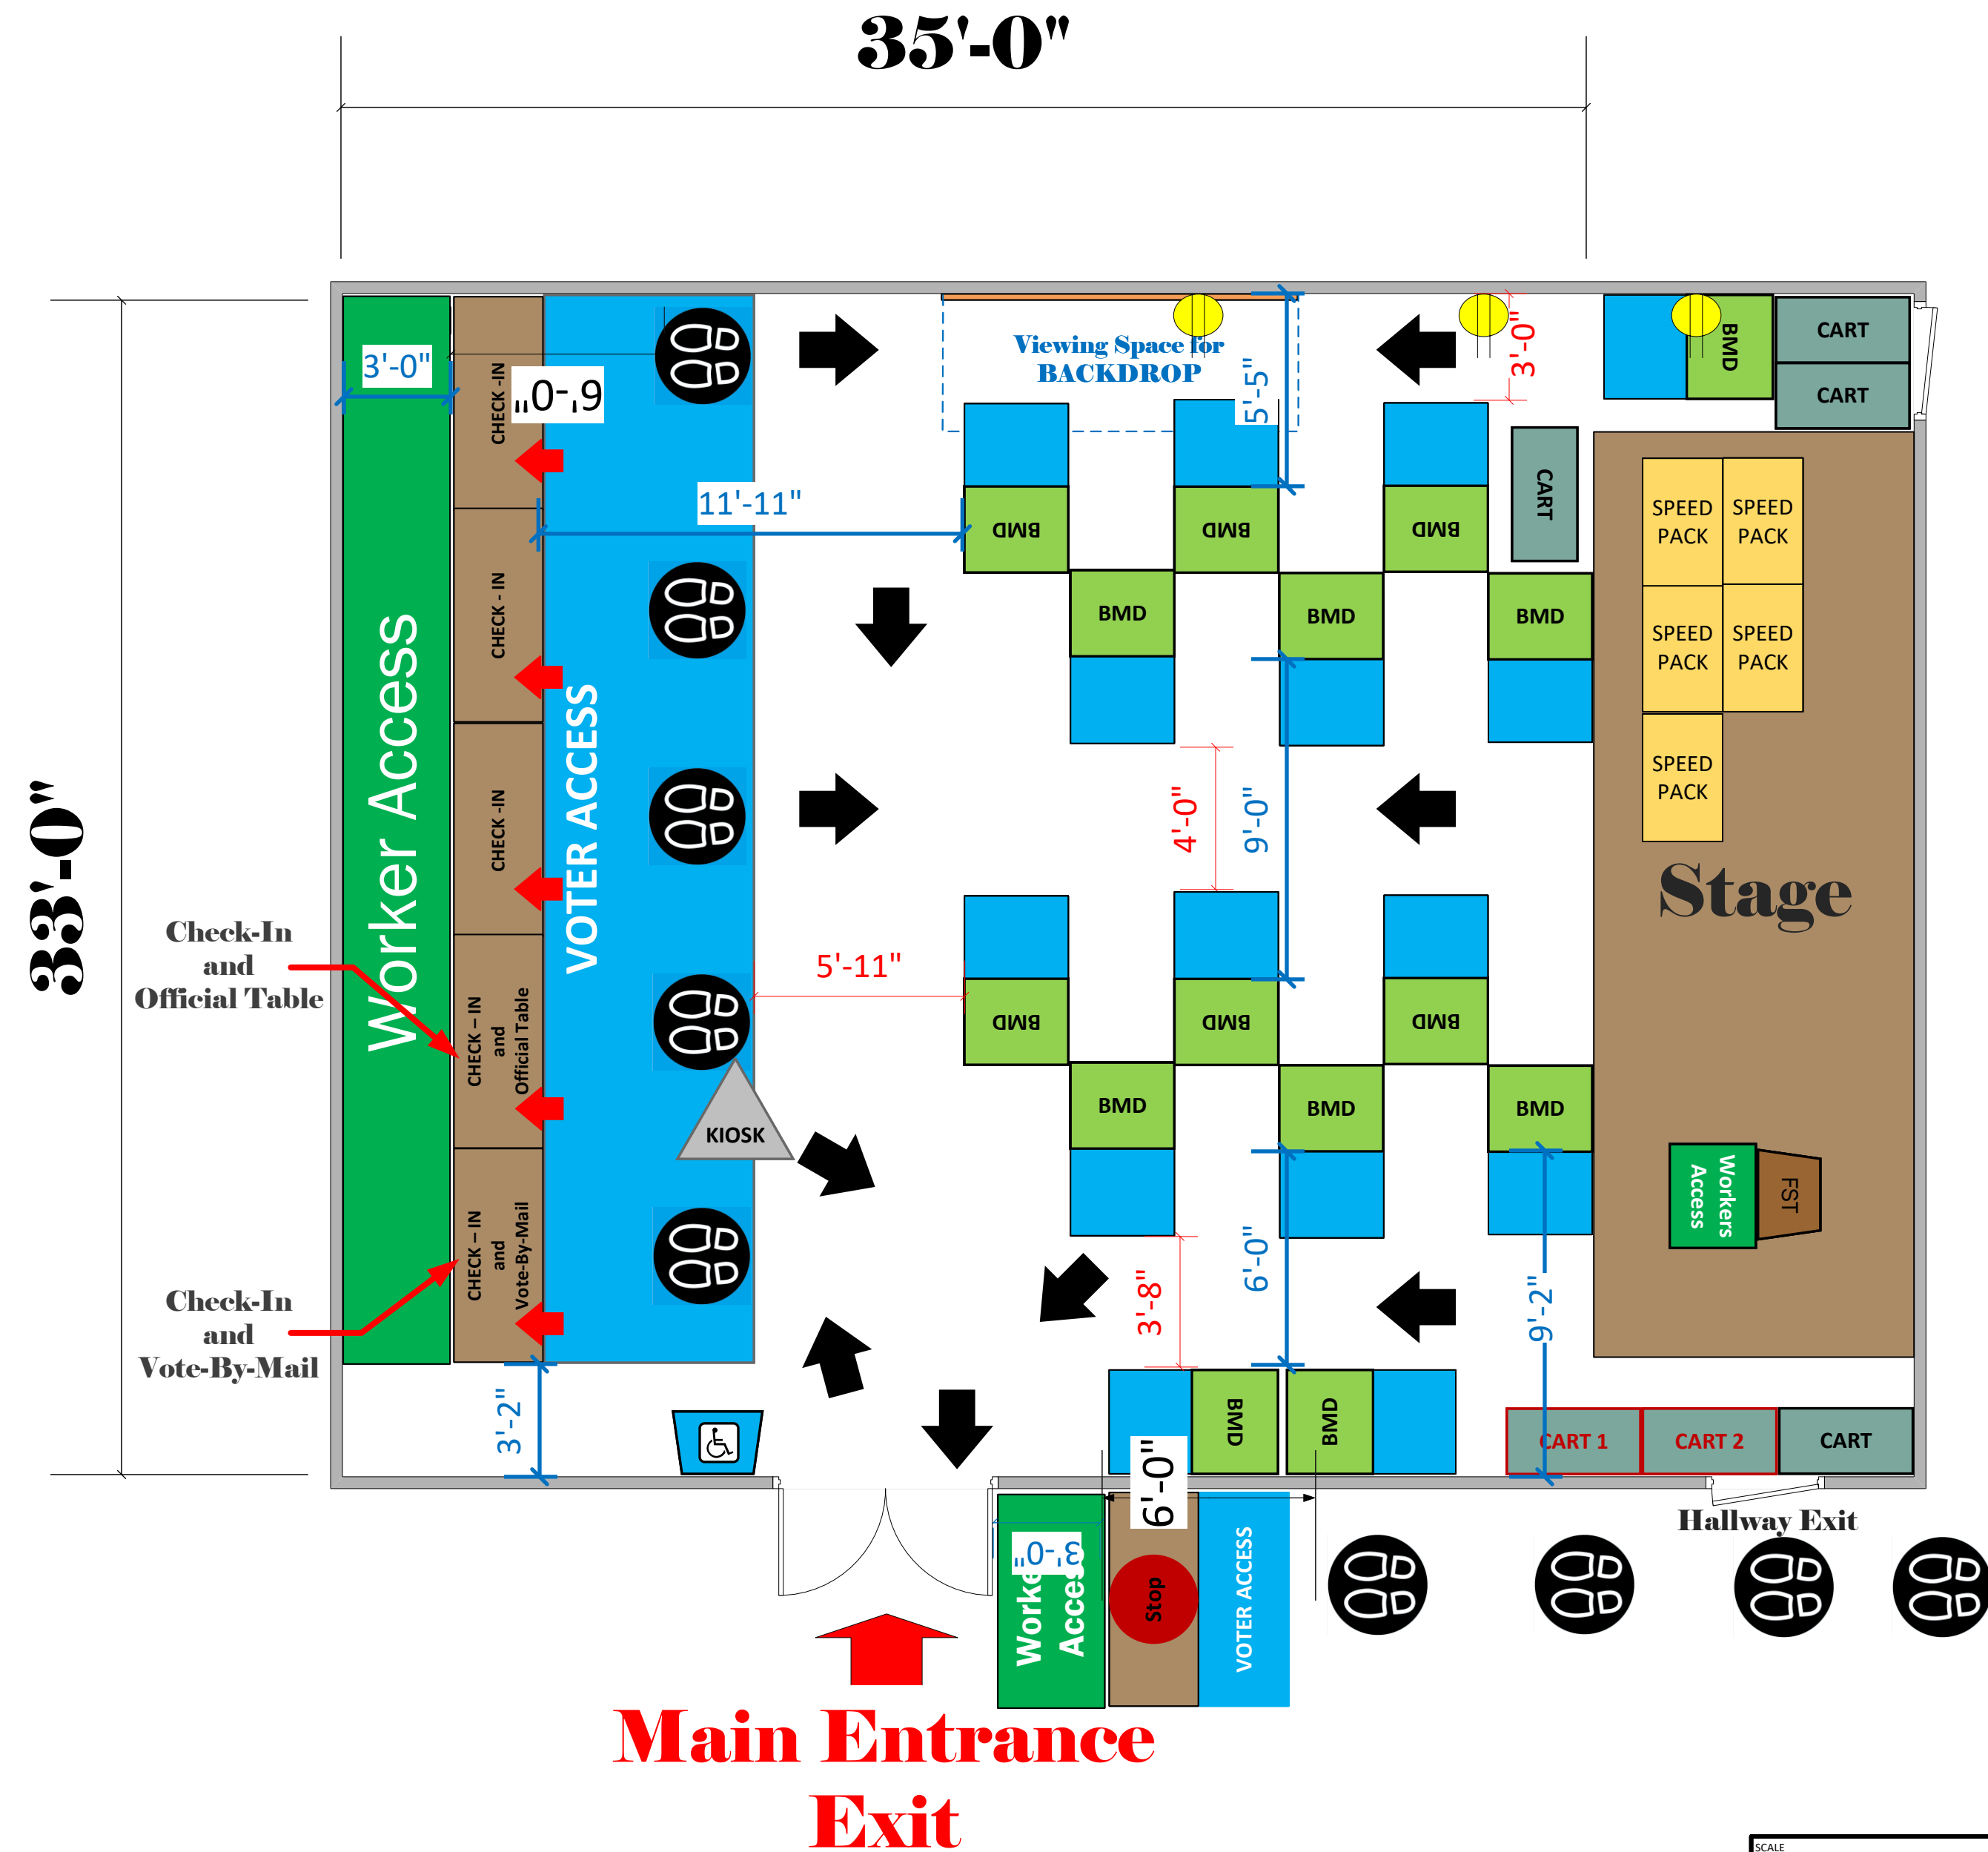 35'-0"
33'-0"
3'-0"
6'-0"
CHECK -IN
Viewing Space for
BACKDROP
5'-5"
3'-0"
BMD
CART
CART
CART
11'-11"
BMD
BMD
BMD
CHECK - IN
BMD
BMD
BMD
SPEED
PACK
SPEED
PACK
SPEED
PACK
SPEED
PACK
SPEED
PACK
Worker Access
VOTER ACCESS
CHECK -IN
4'-0"
9'-0"
Stage
Check-In
and
Official Table
5'-11"
CHECK – IN
and
Official Table
BMD
BMD
BMD
KIOSK
BMD
BMD
BMD
Workers
Access
FST
CHECK – IN
and
Vote-By-Mail
Check-In
and
Vote-By-Mail
3'-8"
6'-0"
9'-2"
3'-2"
BMD
BMD
CART 1
CART 2
CART
6'-0"
Hallway Exit
3'-0"
Worker
Access
Stop
VOTER ACCESS
Main Entrance
Exit
SCALE